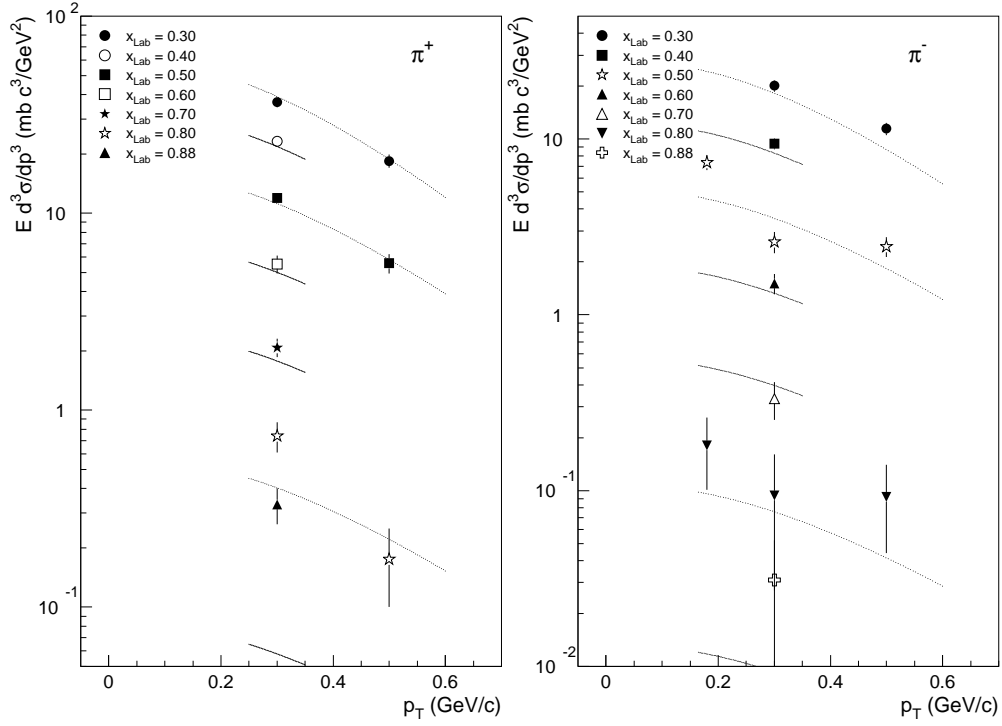 E d³σ/dp³ (mb c³/GeV²)
10²
10
1
10⁻¹
x_Lab = 0.30
x_Lab = 0.40
x_Lab = 0.50
x_Lab = 0.60
x_Lab = 0.70
x_Lab = 0.80
x_Lab = 0.88
π⁺
0 0.2 0.4 0.6
p_T (GeV/c)
E d³σ/dp³ (mb c³/GeV²)
10
1
10⁻¹
10⁻²
x_Lab = 0.30
x_Lab = 0.40
x_Lab = 0.50
x_Lab = 0.60
x_Lab = 0.70
x_Lab = 0.80
x_Lab = 0.88
π⁻
0 0.2 0.4 0.6
p_T (GeV/c)